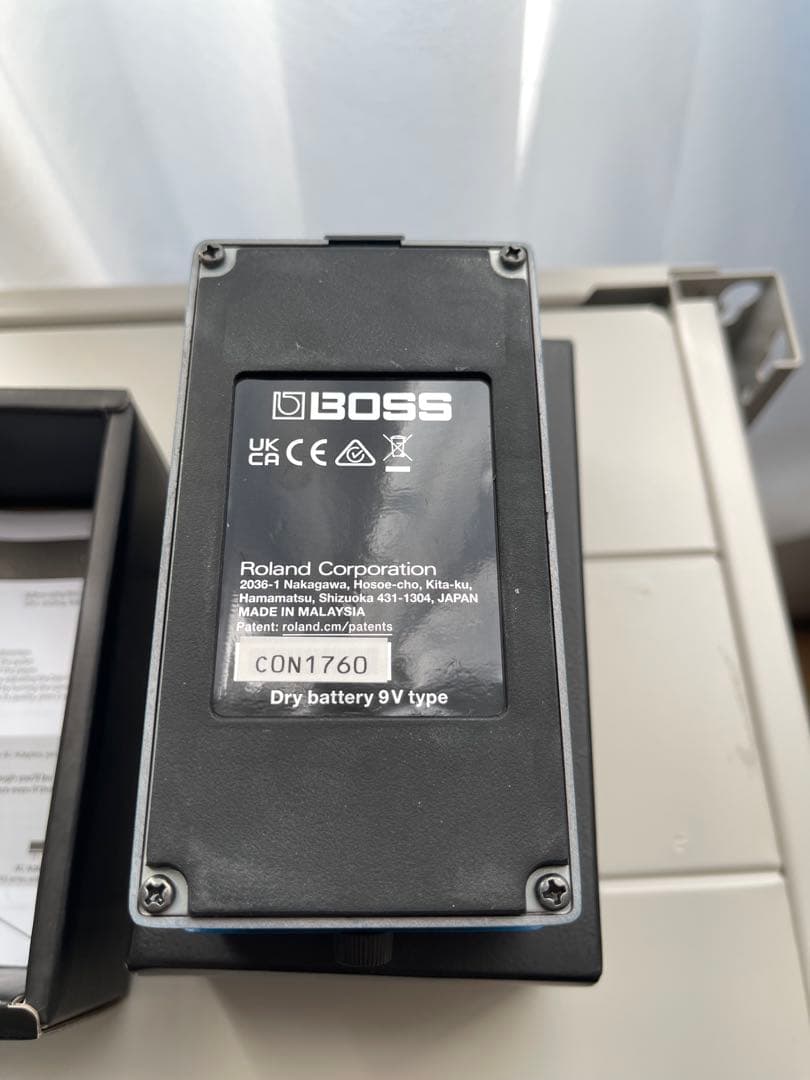 BOSS
UK
CA CE
Roland Corporation
2036-1 Nakagawa, Hosoe-cho, Kita-ku,
Hamamatsu, Shizuoka 431-1304, JAPAN
MADE IN MALAYSIA
Patent: roland.cm/patents
CON1760
Dry battery 9V type